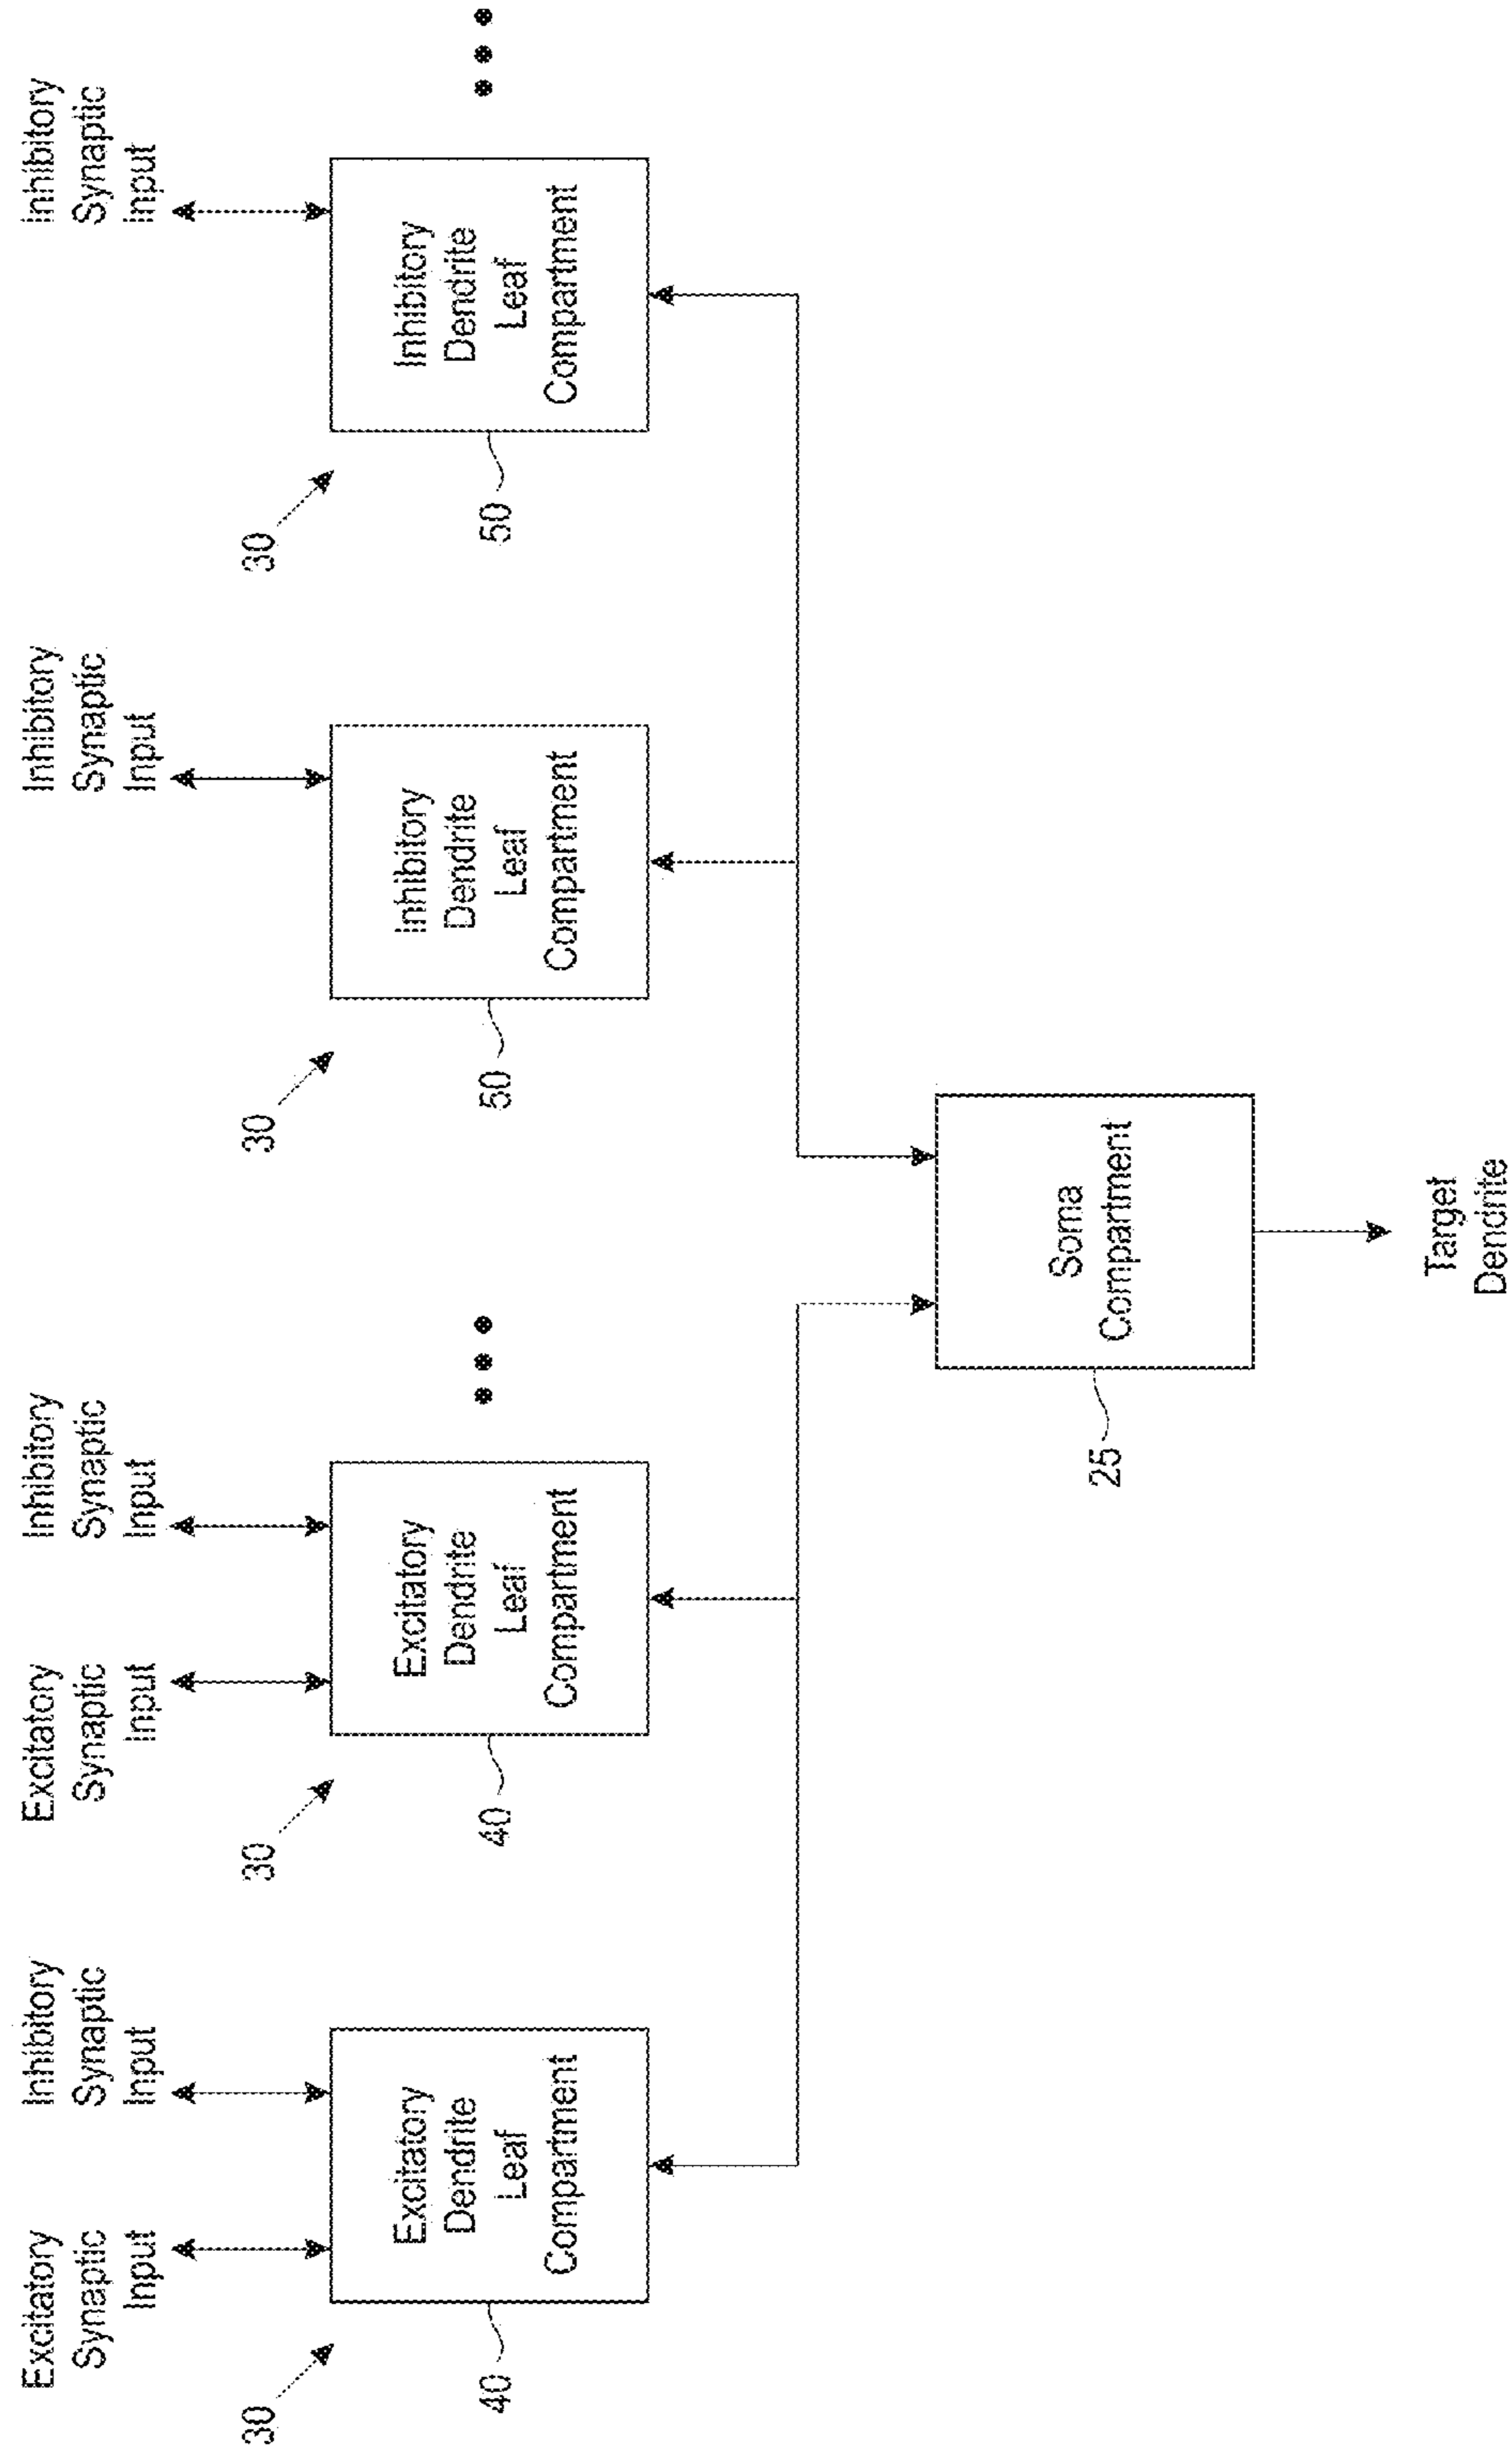 Excitatory
Synaptic
Input
Inhibitory
Synaptic
Input
Excitatory
Synaptic
Input
Inhibitory
Synaptic
Input
Inhibitory
Synaptic
Input
Inhibitory
Synaptic
Input
30
30
30
30
Excitatory
Dendrite
Leaf
Compartment
Excitatory
Dendrite
Leaf
Compartment
Inhibitory
Dendrite
Leaf
Compartment
Inhibitory
Dendrite
Leaf
Compartment
40
40
50
50
Soma
Compartment
25
Target
Dendrite